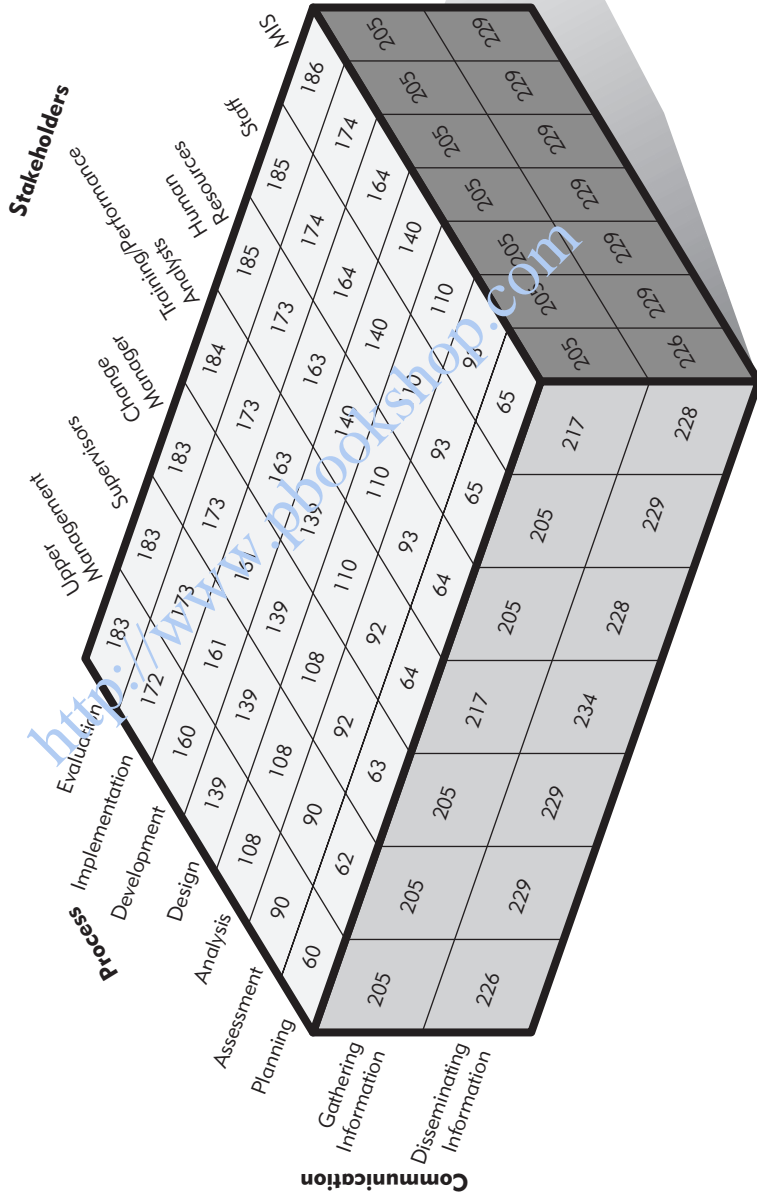 Stakeholders
Upper
Management
Supervisors
Change
Manager
Training/Performance
Analysts
Human
Resources
Staff
MIS
Process
Evaluation 183 183 183 184 185 185 186
Implementation 172 173 173 173 173 174 174
Development 160 161 161 163 163 164 164
Design 139 139 139 139 140 140 140
Analysis 108 108 108 110 110 110 110
Assessment 90 90 92 92 93 93 93
Planning 60 62 63 64 64 65 65
Communication
Gathering
Information
205 205 205 217 205 205 217
205 205 205 205 205 205 205
Disseminating
Information
226 229 229 234 228 229 228
226 229 229 229 229 229 229
http://www.pbookshop.com